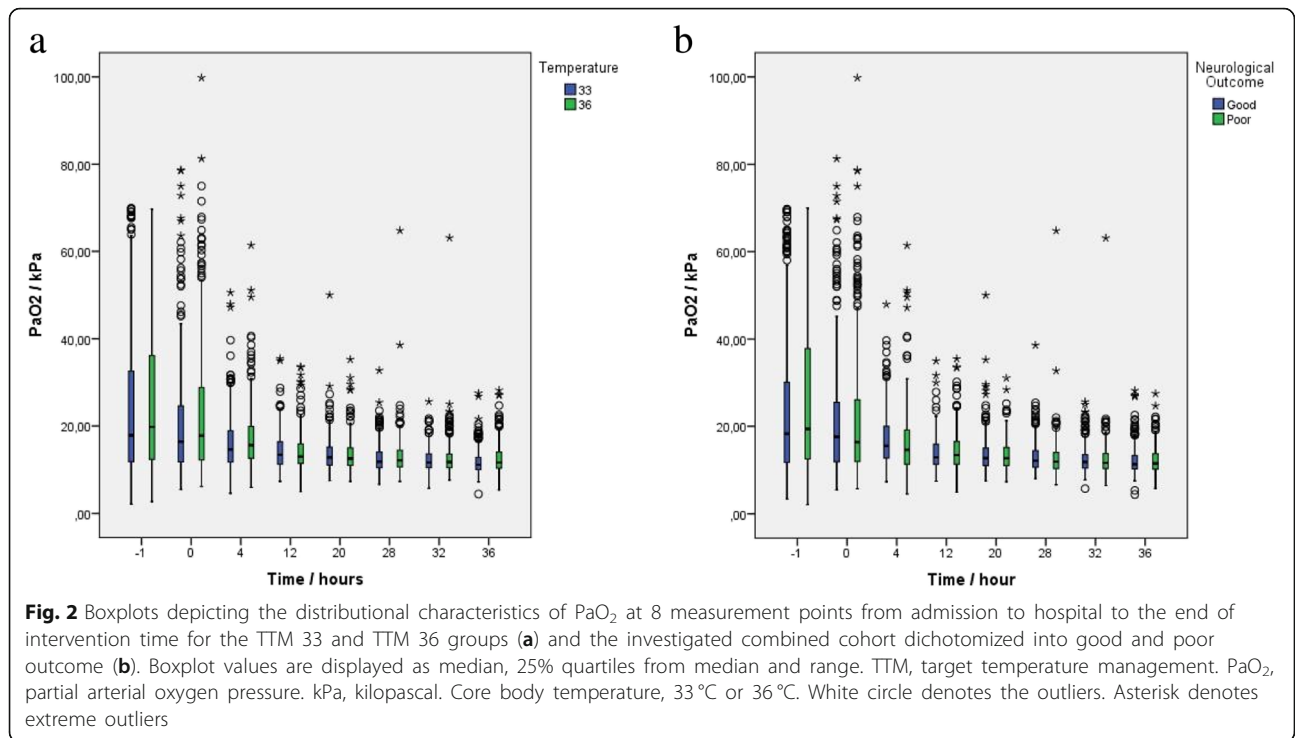 a
b
Temperature
33
36
Neurological
Outcome
Good
Poor
100,00
80,00
60,00
40,00
20,00
,00
PaO2 / kPa
-1 0 4 12 20 28 32 36
Time / hours
100,00
80,00
60,00
40,00
20,00
,00
PaO2 / kPa
-1 0 4 12 20 28 32 36
Time / hour
Fig. 2 Boxplots depicting the distributional characteristics of PaO₂ at 8 measurement points from admission to hospital to the end of
intervention time for the TTM 33 and TTM 36 groups (a) and the investigated combined cohort dichotomized into good and poor
outcome (b). Boxplot values are displayed as median, 25% quartiles from median and range. TTM, target temperature management. PaO₂,
partial arterial oxygen pressure. kPa, kilopascal. Core body temperature, 33 °C or 36 °C. White circle denotes the outliers. Asterisk denotes
extreme outliers